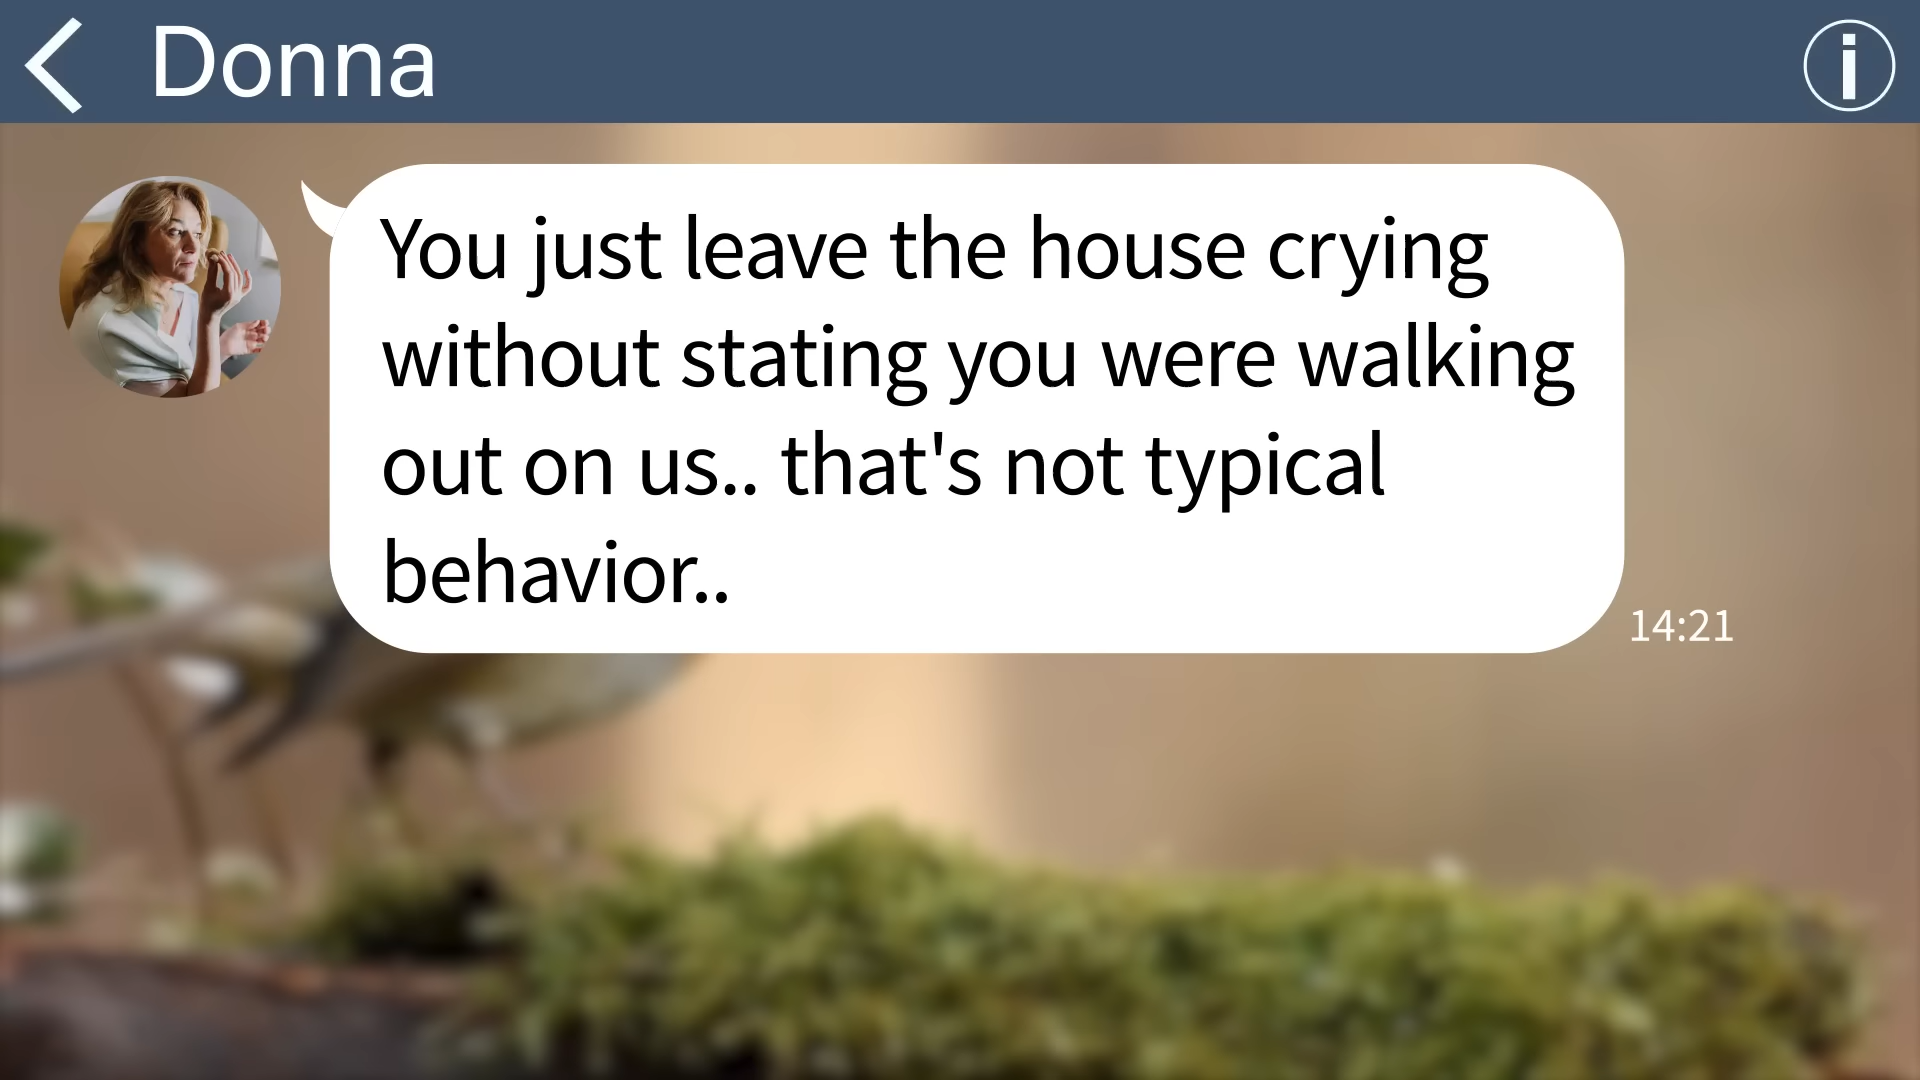 Donna
You just leave the house crying
without stating you were walking
out on us.. that's not typical
behavior..
14:21